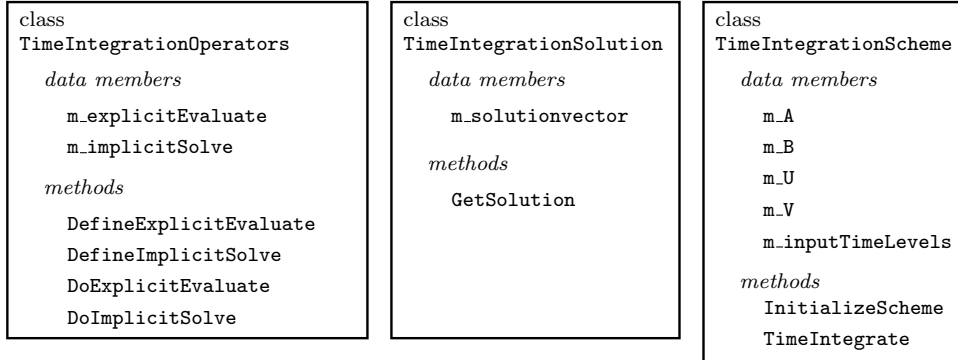 class
TimeIntegrationOperators
data members
m_explicitEvaluate
m_implicitSolve
methods
DefineExplicitEvaluate
DefineImplicitSolve
DoExplicitEvaluate
DoImplicitSolve
class
TimeIntegrationSolution
data members
m_solutionvector
methods
GetSolution
class
TimeIntegrationScheme
data members
m_A
m_B
m_U
m_V
m_inputTimeLevels
methods
InitializeScheme
TimeIntegrate